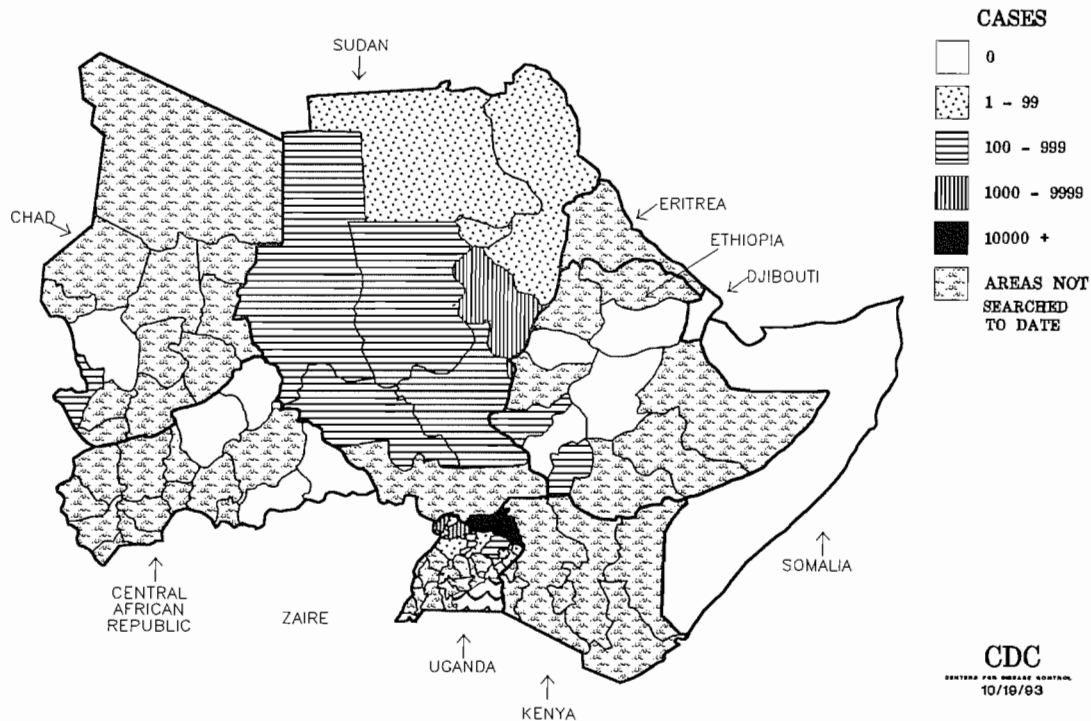 CASES
0
1 - 99
100 - 999
1000 - 9999
10000 +
AREAS NOT
SEARCHED
TO DATE
SUDAN
CHAD
ERITREA
ETHIOPIA
DJIBOUTI
SOMALIA
CENTRAL
AFRICAN
REPUBLIC
ZAIRE
UGANDA
KENYA
CDC
CENTERS FOR DISEASE CONTROL
10/19/93